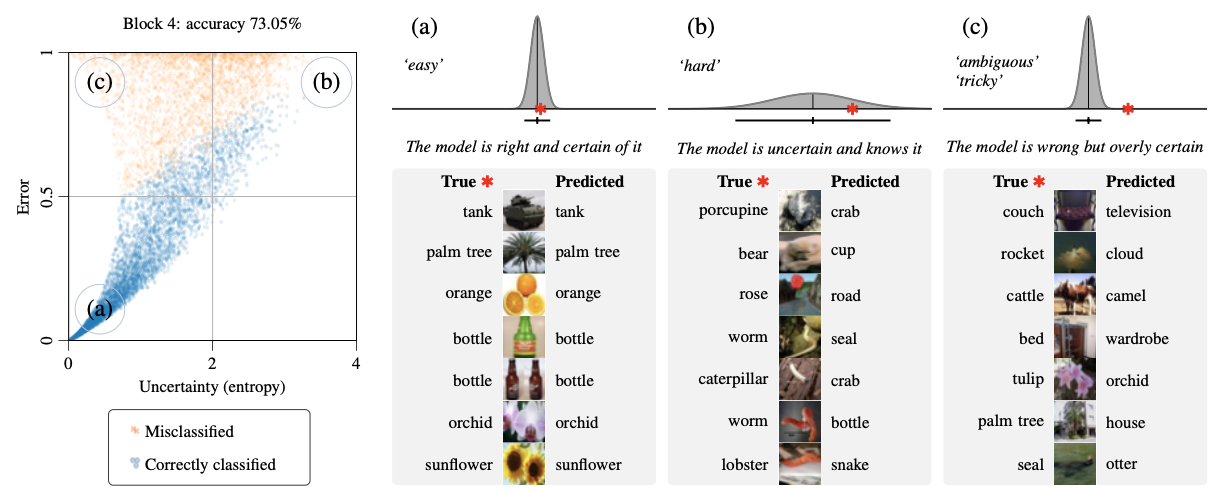 Block 4: accuracy 73.05%
1
0.5
0
Error
(c)
(b)
(a)
0
2
4
Uncertainty (entropy)
Misclassified
Correctly classified
(a)
‘easy’
The model is right and certain of it
True * Predicted
tank tank
palm tree palm tree
orange orange
bottle bottle
bottle bottle
orchid orchid
sunflower sunflower
(b)
‘hard’
The model is uncertain and knows it
True * Predicted
porcupine crab
bear cup
rose road
worm seal
caterpillar crab
worm bottle
lobster snake
(c)
‘ambiguous’
‘tricky’
The model is wrong but overly certain
True * Predicted
couch television
rocket cloud
cattle camel
bed wardrobe
tulip orchid
palm tree house
seal otter